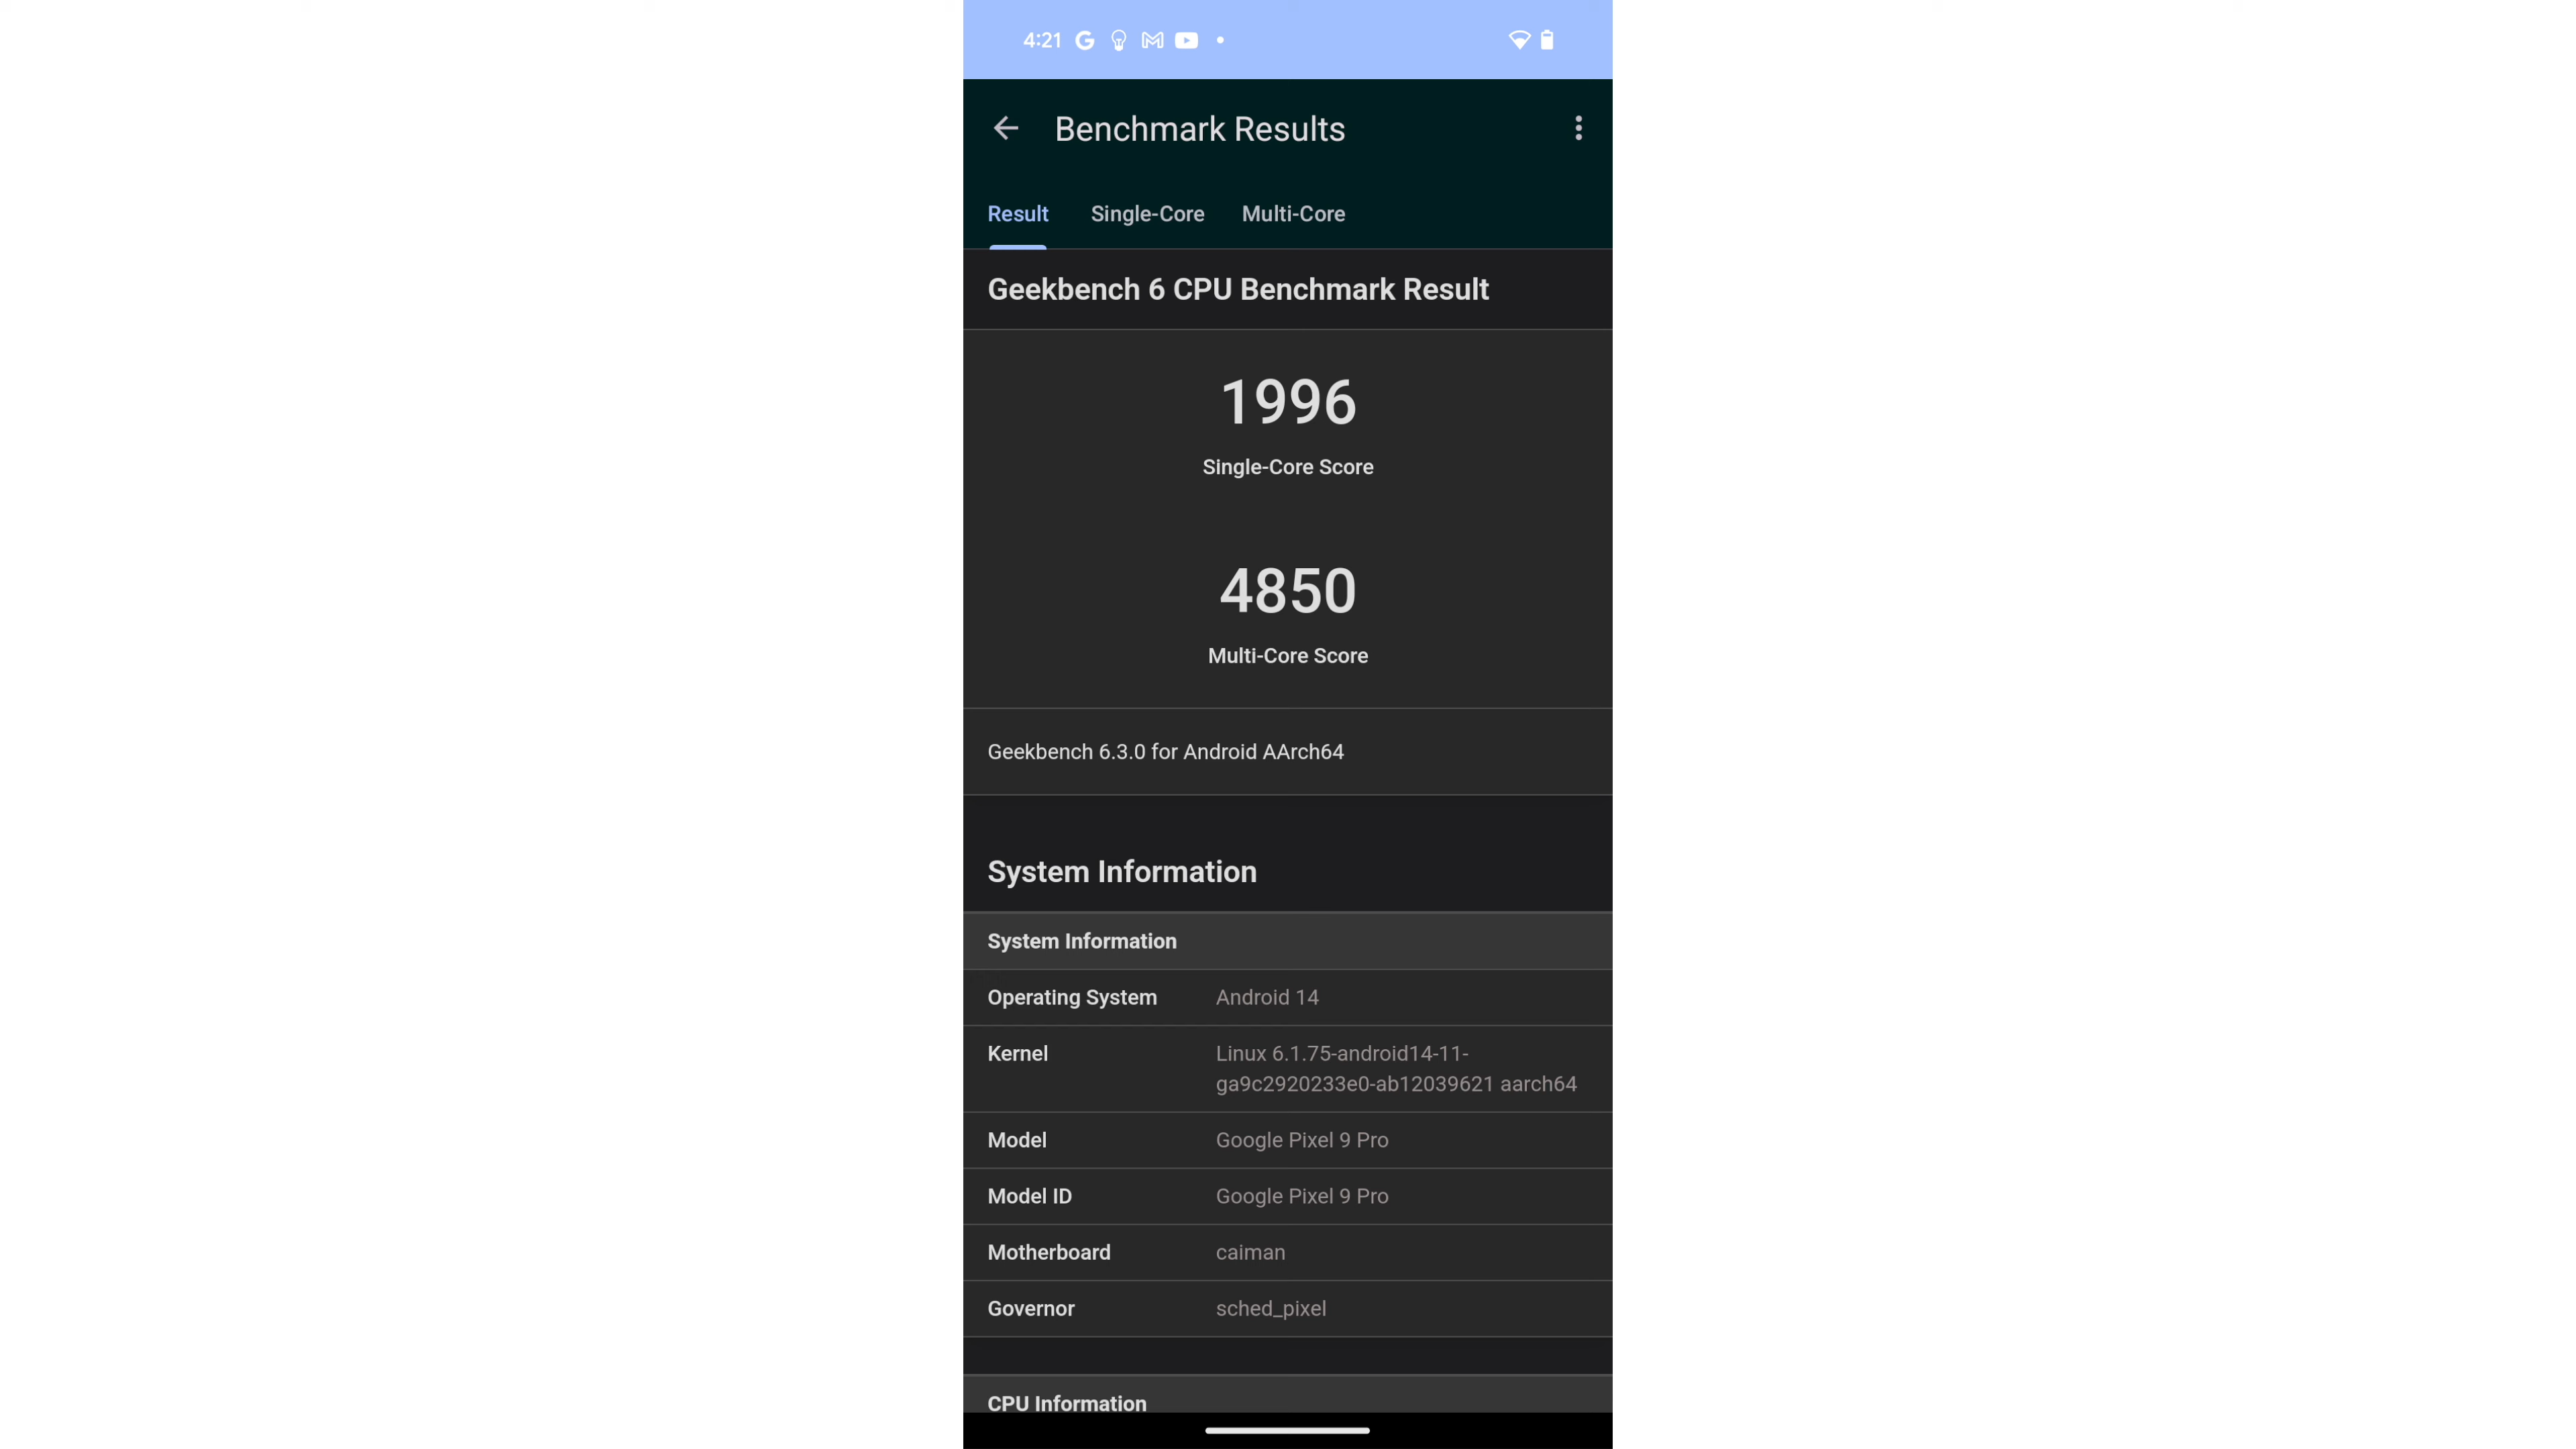 4:21
Benchmark Results
Result Single-Core Multi-Core
Geekbench 6 CPU Benchmark Result
1996
Single-Core Score
4850
Multi-Core Score
Geekbench 6.3.0 for Android AArch64
System Information
System Information
Operating System Android 14
Kernel Linux 6.1.75-android14-11-
ga9c2920233e0-ab12039621 aarch64
Model Google Pixel 9 Pro
Model ID Google Pixel 9 Pro
Motherboard caiman
Governor sched_pixel
CPU Information